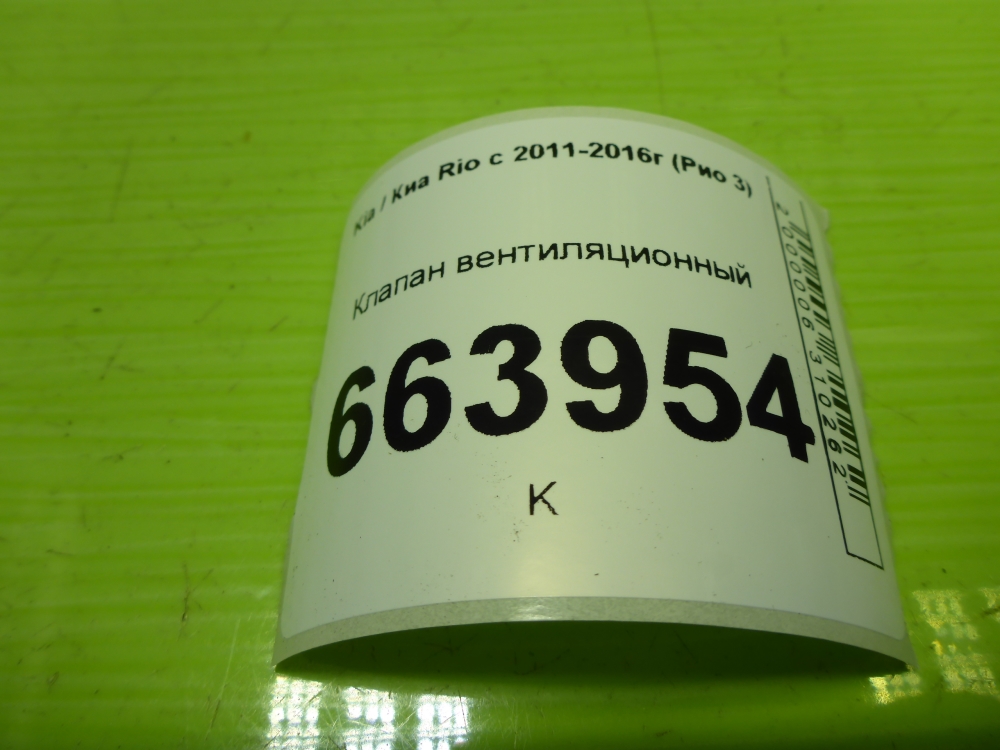 Kia / Киа Rio с 2011-2016г (Рио 3)
Клапан вентиляционный
663954
К
2000006310262